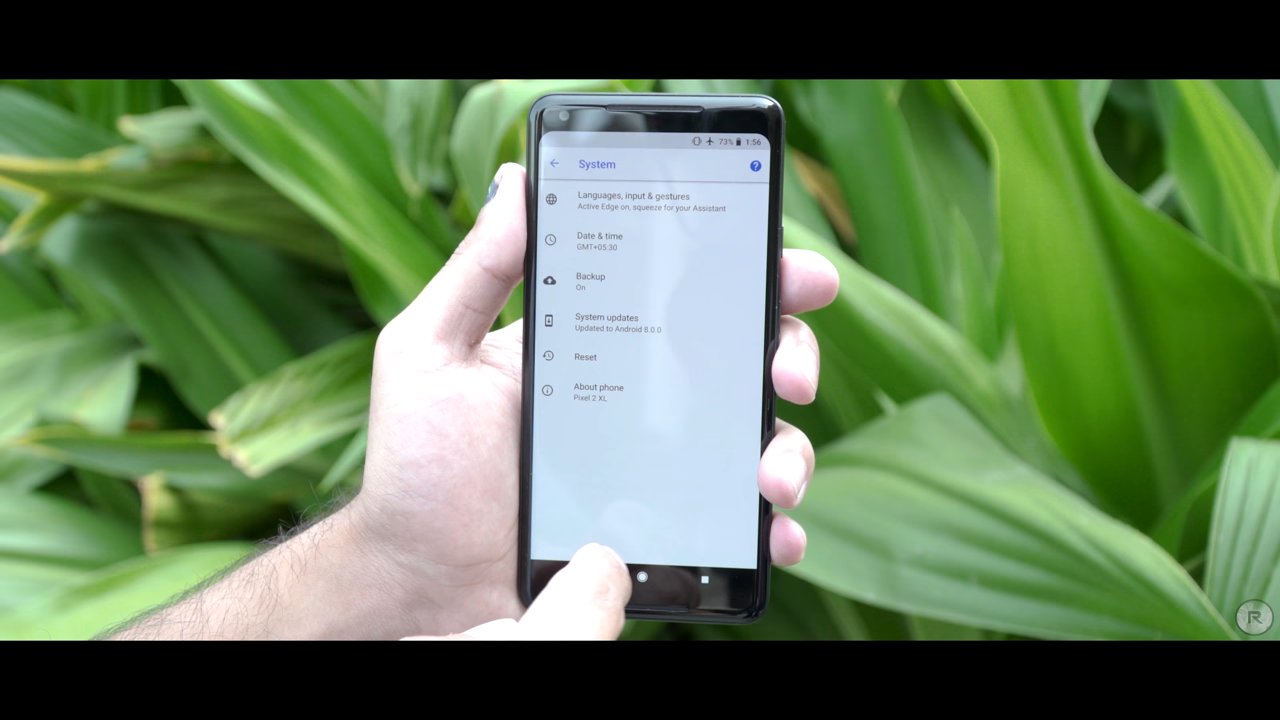 73% 1:56
System
Languages, input & gestures
Active Edge on, squeeze for your Assistant
Date & time
GMT+05:30
Backup
On
System updates
Updated to Android 8.0.0
Reset
About phone
Pixel 2 XL
R